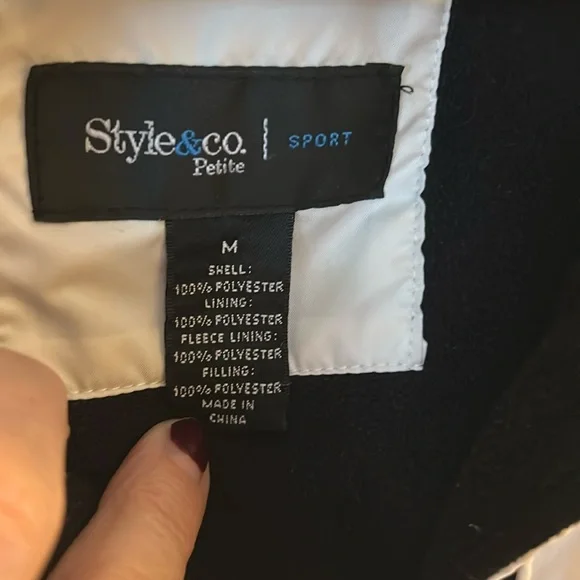 Style&co. | SPORT
Petite
M
SHELL:
100% POLYESTER
LINING:
100% POLYESTER
FLEECE LINING:
100% POLYESTER
FILLING:
100% POLYESTER
MADE IN
CHINA